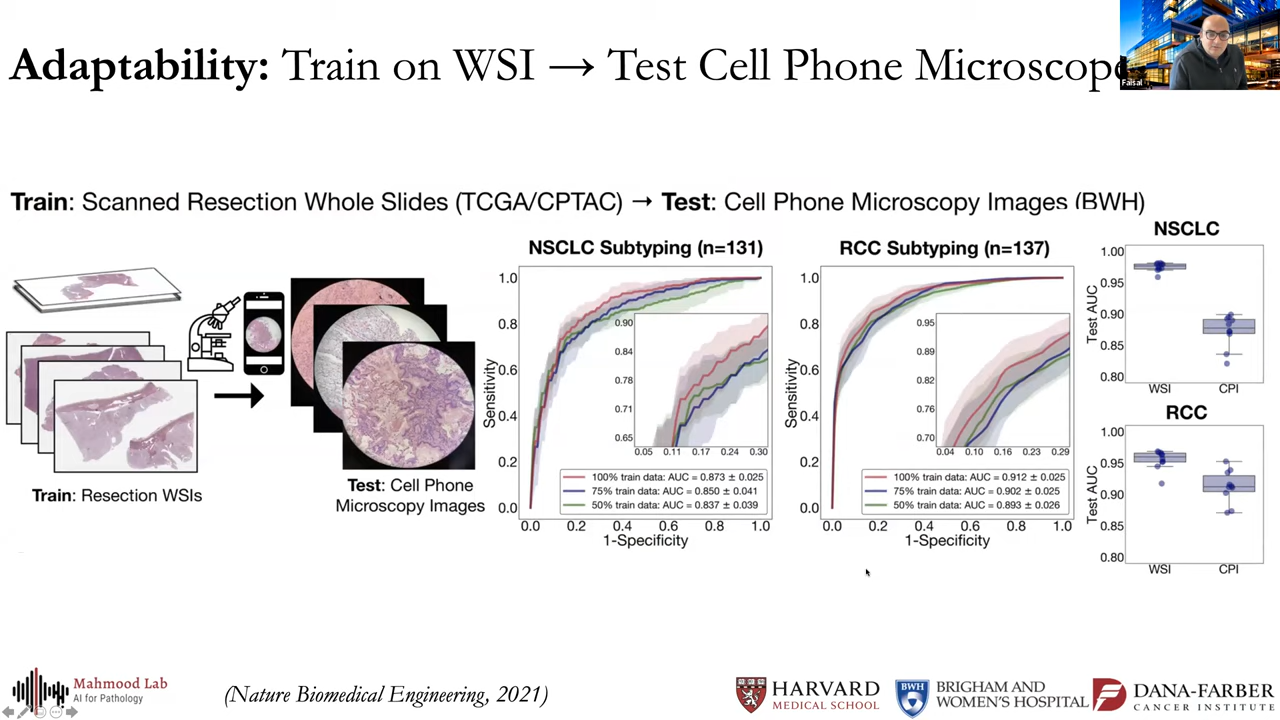 Adaptability: Train on WSI → Test Cell Phone Microscope
Faisal
Train: Scanned Resection Whole Slides (TCGA/CPTAC) → Test: Cell Phone Microscopy Images (BWH)
Train: Resection WSIs
Test: Cell Phone
Microscopy Images
NSCLC Subtyping (n=131)
Sensitivity
1.0
0.8
0.6
0.4
0.2
0.0
0.90
0.84
0.78
0.71
0.65
0.05 0.11 0.17 0.24 0.30
100% train data: AUC = 0.873 ± 0.025
75% train data: AUC = 0.850 ± 0.041
50% train data: AUC = 0.837 ± 0.039
0.0 0.2 0.4 0.6 0.8 1.0
1-Specificity
RCC Subtyping (n=137)
Sensitivity
1.0
0.8
0.6
0.4
0.2
0.0
0.95
0.89
0.82
0.76
0.70
0.04 0.10 0.16 0.23 0.29
100% train data: AUC = 0.912 ± 0.025
75% train data: AUC = 0.902 ± 0.025
50% train data: AUC = 0.893 ± 0.026
0.0 0.2 0.4 0.6 0.8 1.0
1-Specificity
NSCLC
Test AUC
1.00
0.95
0.90
0.85
0.80
WSI CPI
RCC
Test AUC
1.00
0.95
0.90
0.85
0.80
WSI CPI
Mahmood Lab
AI for Pathology
(Nature Biomedical Engineering, 2021)
HARVARD
MEDICAL SCHOOL
BWH
BRIGHAM AND
WOMEN'S HOSPITAL
DANA-FARBER
CANCER INSTITUTE